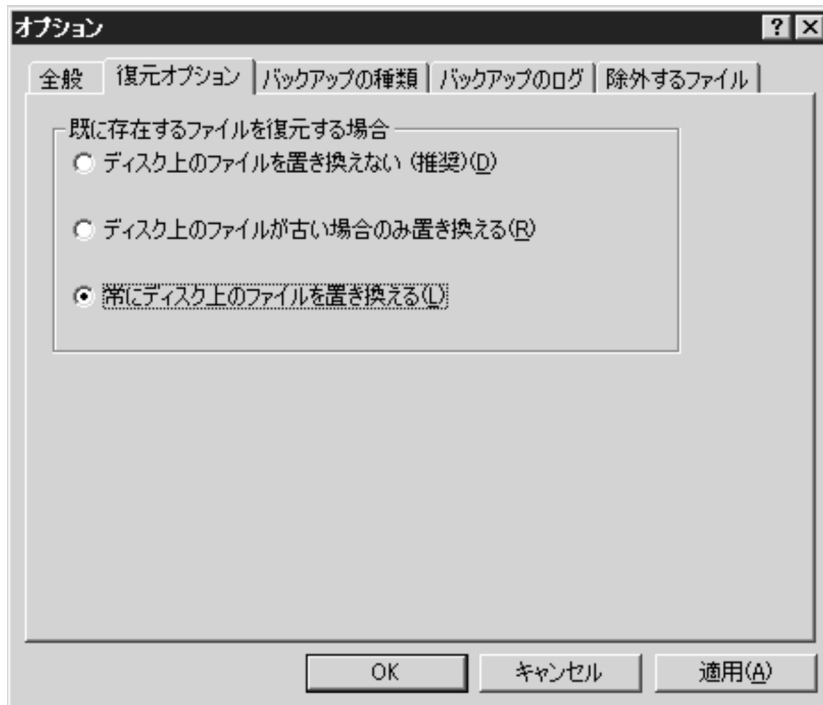 オプション
全般 復元オプション バックアップの種類 バックアップのログ 除外するファイル
既に存在するファイルを復元する場合
ディスク上のファイルを置き換えない (推奨)(D)
ディスク上のファイルが古い場合のみ置き換える(R)
常にディスク上のファイルを置き換える(L)
OK キャンセル 適用(A)